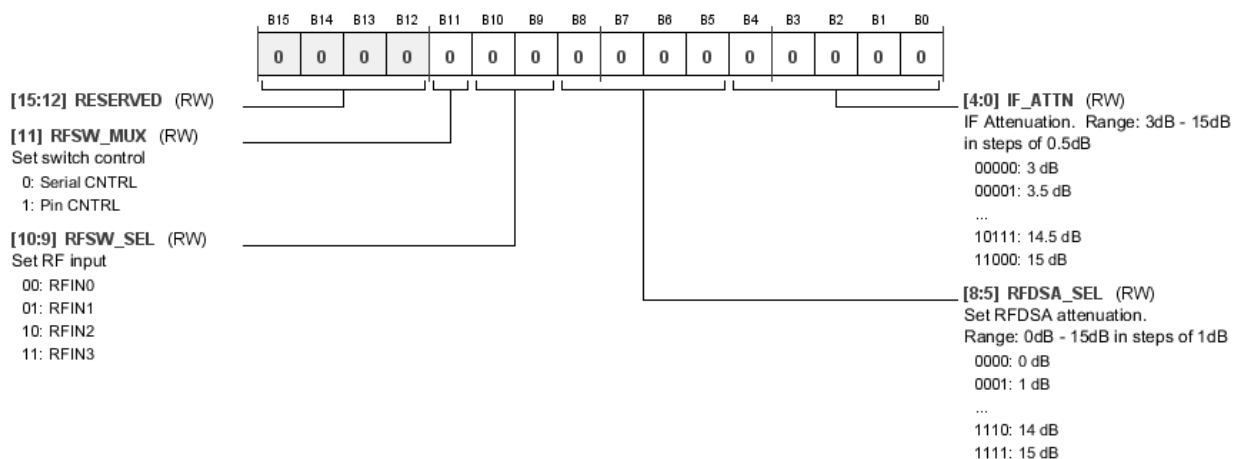 B15 B14 B13 B12 B11 B10 B9 B8 B7 B6 B5 B4 B3 B2 B1 B0
0 0 0 0 0 0 0 0 0 0 0 0 0 0 0 0
[15:12] RESERVED (RW)
[11] RFSW_MUX (RW)
Set switch control
0: Serial CNTRL
1: Pin CNTRL
[10:9] RFSW_SEL (RW)
Set RF input
00: RFIN0
01: RFIN1
10: RFIN2
11: RFIN3
[4:0] IF_ATTN (RW)
IF Attenuation. Range: 3dB - 15dB
in steps of 0.5dB
00000: 3 dB
00001: 3.5 dB
...
10111: 14.5 dB
11000: 15 dB
[8:5] RFDSA_SEL (RW)
Set RFDSA attenuation.
Range: 0dB - 15dB in steps of 1dB
0000: 0 dB
0001: 1 dB
...
1110: 14 dB
1111: 15 dB